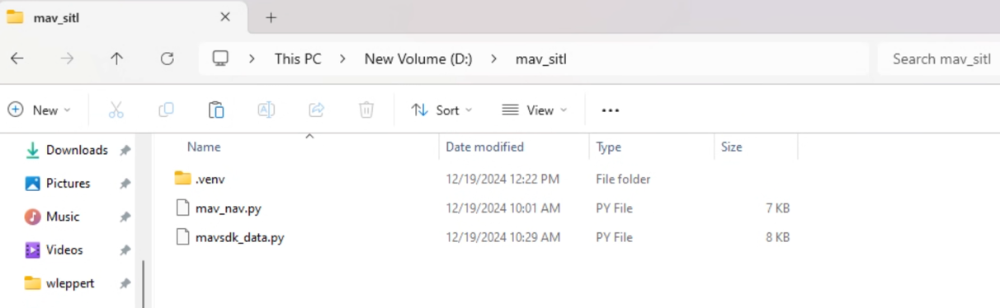 mav_sitl
This PC > New Volume (D:) > mav_sitl
Search mav_sitl
New
Sort
View
Name
Date modified
Type
Size
Downloads
Pictures
Music
Videos
wleppert
.venv 12/19/2024 12:22 PM File folder
mav_nav.py 12/19/2024 10:01 AM PY File 7 KB
mavsdk_data.py 12/19/2024 10:29 AM PY File 8 KB